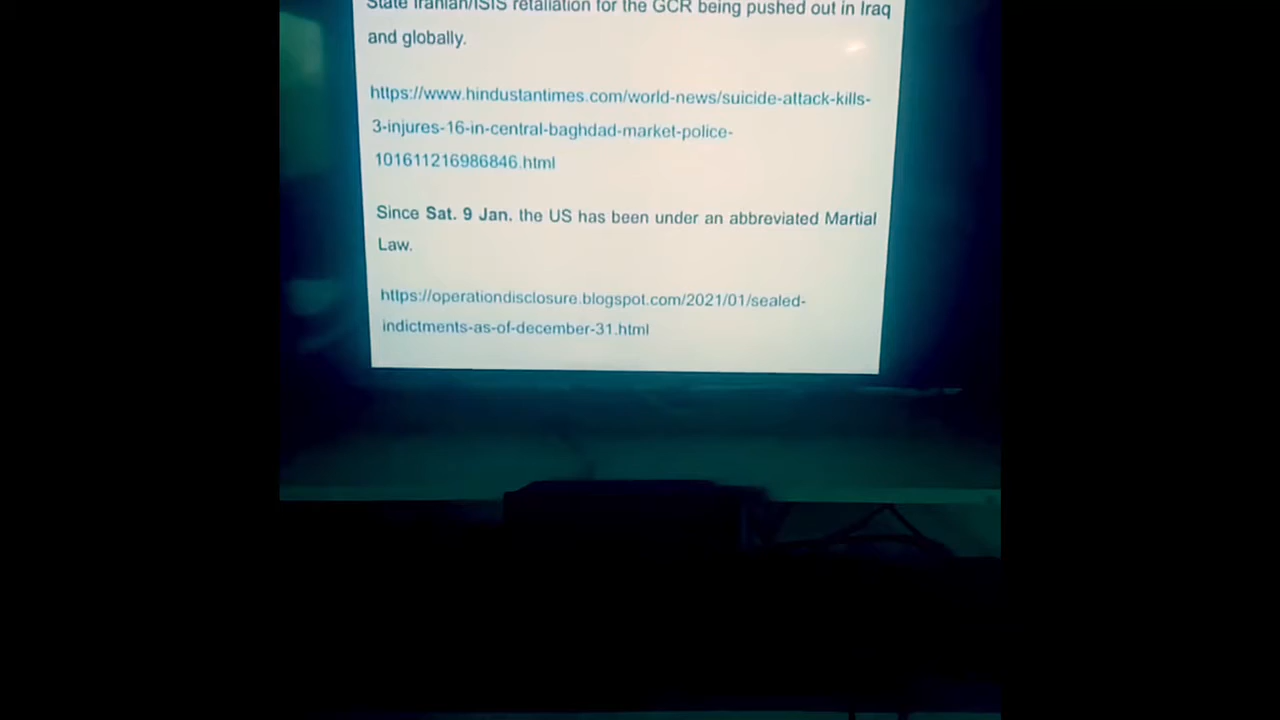 State Iranian/ISIS retaliation for the GCR being pushed out in Iraq
and globally.
https://www.hindustantimes.com/world-news/suicide-attack-kills-
3-injures-16-in-central-baghdad-market-police-
101611216986846.html
Since Sat. 9 Jan. the US has been under an abbreviated Martial
Law.
https://operationdisclosure.blogspot.com/2021/01/sealed-
indictments-as-of-december-31.html